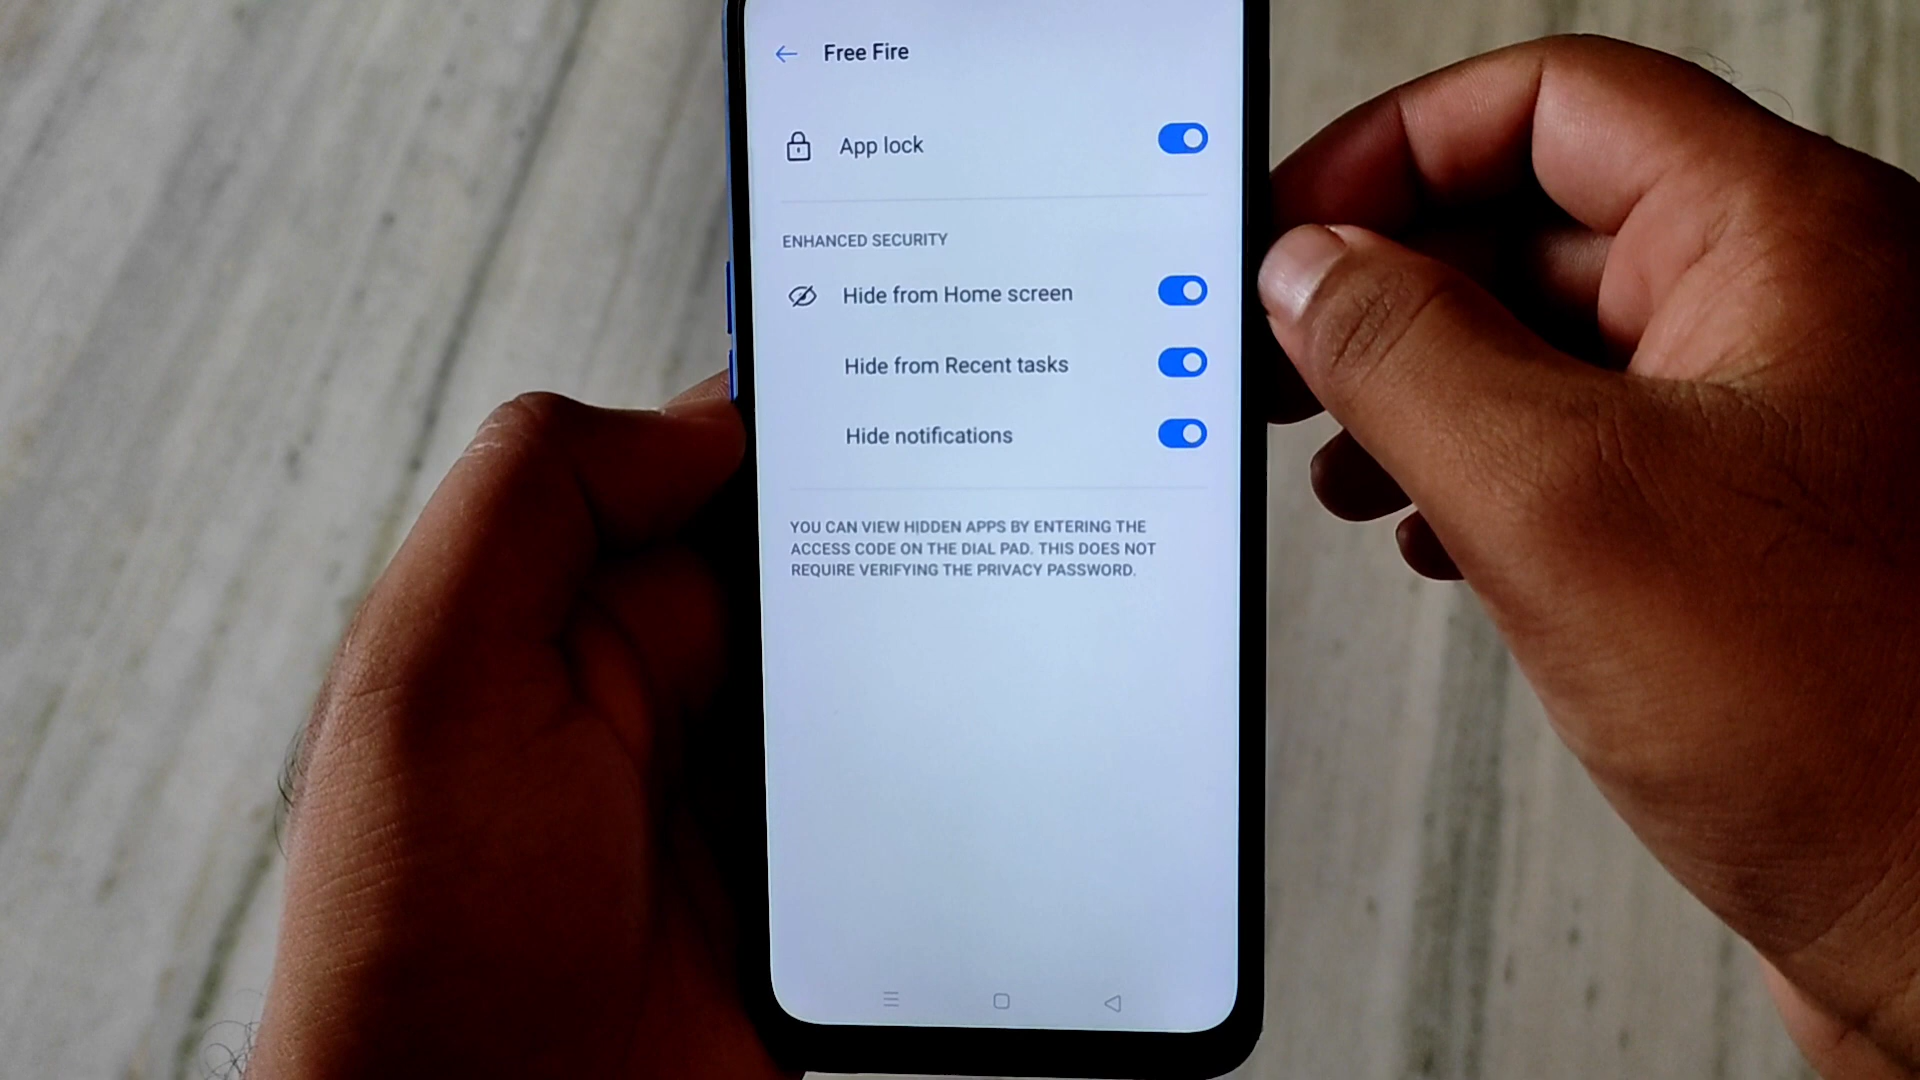 Free Fire
App lock
ENHANCED SECURITY
Hide from Home screen
Hide from Recent tasks
Hide notifications
YOU CAN VIEW HIDDEN APPS BY ENTERING THE
ACCESS CODE ON THE DIAL PAD. THIS DOES NOT
REQUIRE VERIFYING THE PRIVACY PASSWORD.